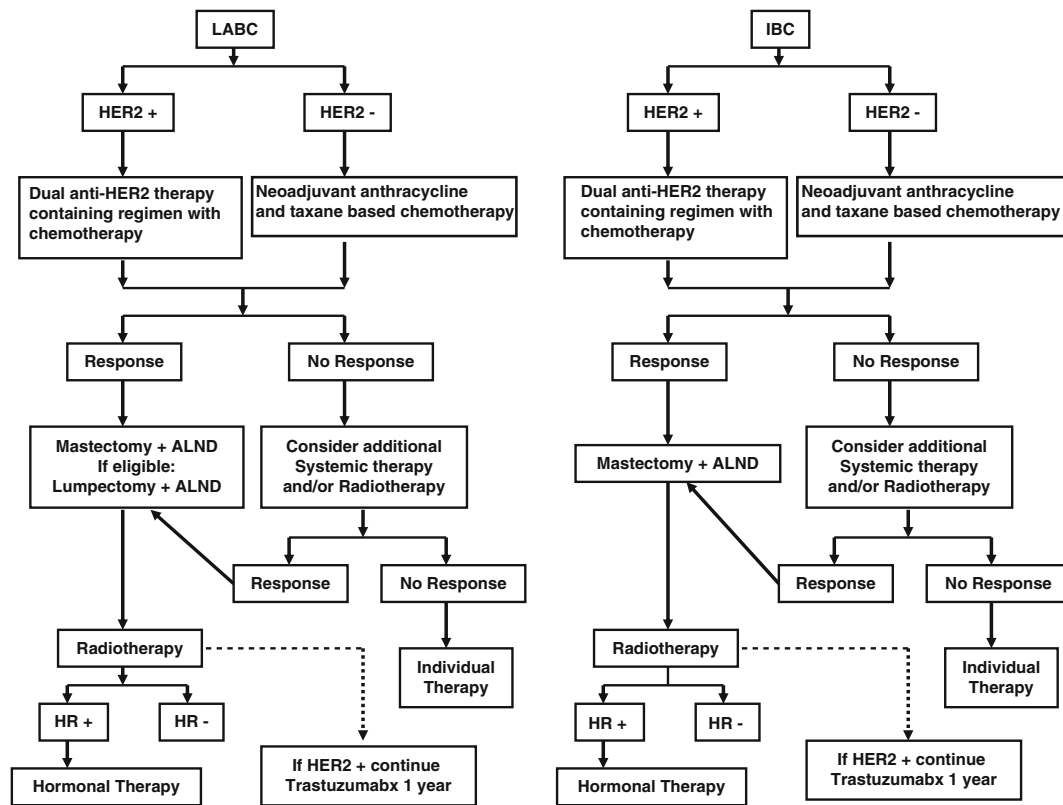 LABC
HER2 +
HER2 -
Dual anti-HER2 therapy
containing regimen with
chemotherapy
Neoadjuvant anthracycline
and taxane based chemotherapy
Response
No Response
Mastectomy + ALND
If eligible:
Lumpectomy + ALND
Consider additional
Systemic therapy
and/or Radiotherapy
Response
No Response
Radiotherapy
Individual
Therapy
HR +
HR -
Hormonal Therapy
If HER2 + continue
Trastuzumabx 1 year
IBC
HER2 +
HER2 -
Dual anti-HER2 therapy
containing regimen with
chemotherapy
Neoadjuvant anthracycline
and taxane based chemotherapy
Response
No Response
Mastectomy + ALND
Consider additional
Systemic therapy
and/or Radiotherapy
Response
No Response
Radiotherapy
Individual
Therapy
HR +
HR -
Hormonal Therapy
If HER2 + continue
Trastuzumabx 1 year